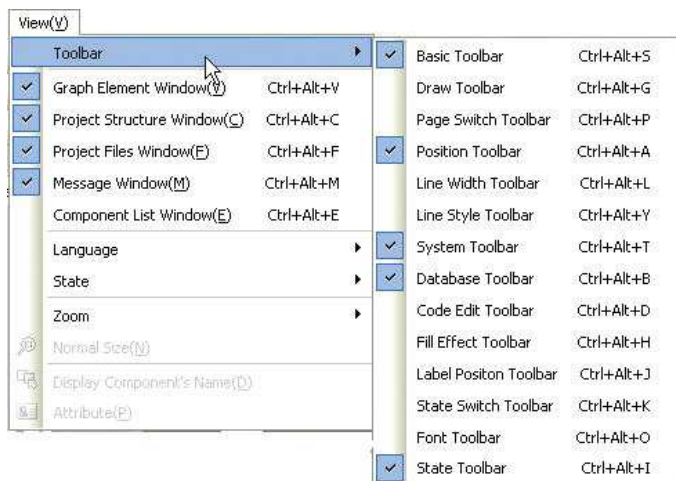 View(V)
Toolbar
Graph Element Window(V) Ctrl+Alt+V
Project Structure Window(C) Ctrl+Alt+C
Project Files Window(F) Ctrl+Alt+F
Message Window(M) Ctrl+Alt+M
Component List Window(E) Ctrl+Alt+E
Language
State
Zoom
Normal Size(N)
Display Component's Name(D)
Attribute(P)
Basic Toolbar Ctrl+Alt+S
Draw Toolbar Ctrl+Alt+G
Page Switch Toolbar Ctrl+Alt+P
Position Toolbar Ctrl+Alt+A
Line Width Toolbar Ctrl+Alt+L
Line Style Toolbar Ctrl+Alt+Y
System Toolbar Ctrl+Alt+T
Database Toolbar Ctrl+Alt+B
Code Edit Toolbar Ctrl+Alt+D
Fill Effect Toolbar Ctrl+Alt+H
Label Positon Toolbar Ctrl+Alt+J
State Switch Toolbar Ctrl+Alt+K
Font Toolbar Ctrl+Alt+O
State Toolbar Ctrl+Alt+I